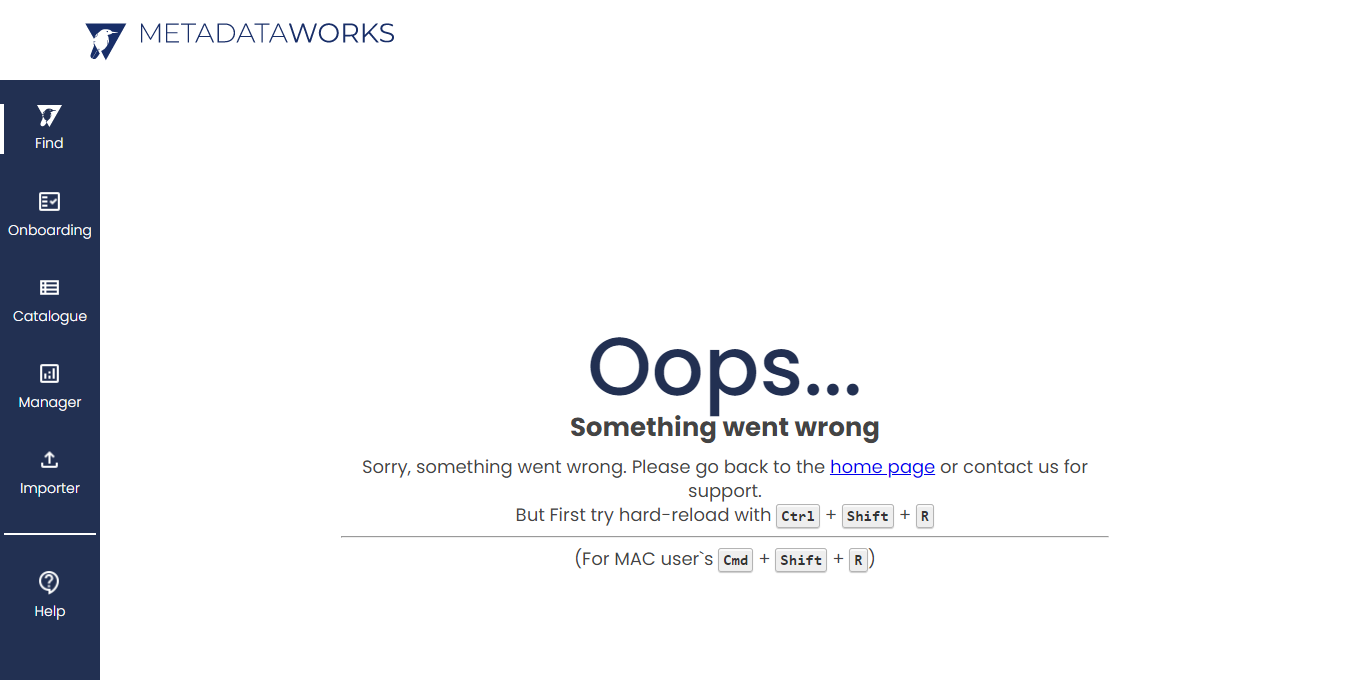 METADATAWORKS
Find
Onboarding
Catalogue
Manager
Importer
Help
Oops...
Something went wrong
Sorry, something went wrong. Please go back to the home page or contact us for
support.
But First try hard-reload with Ctrl + Shift + R
(For MAC user`s Cmd + Shift + R)